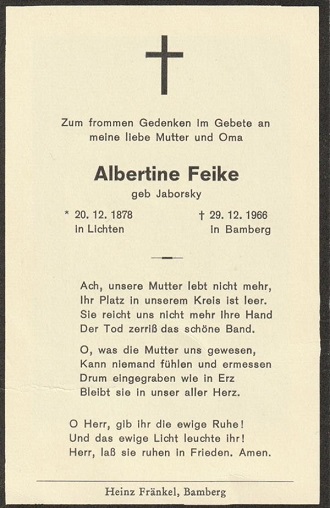 Zum frommen Gedenken im Gebete an
meine liebe Mutter und Oma
Albertine Feike
geb Jaborsky
* 20. 12. 1878 † 29. 12. 1966
in Lichten in Bamberg
Ach, unsere Mutter lebt nicht mehr,
Ihr Platz in unserem Kreis ist leer.
Sie reicht uns nicht mehr ihre Hand
Der Tod zerriß das schöne Band.
O, was die Mutter uns gewesen,
Kann niemand fühlen und ermessen
Drum eingegraben wie in Erz
Bleibt sie in unser aller Herz.
O Herr, gib ihr die ewige Ruhe!
Und das ewige Licht leuchte ihr!
Herr, laß sie ruhen in Frieden. Amen.
Heinz Fränkel, Bamberg